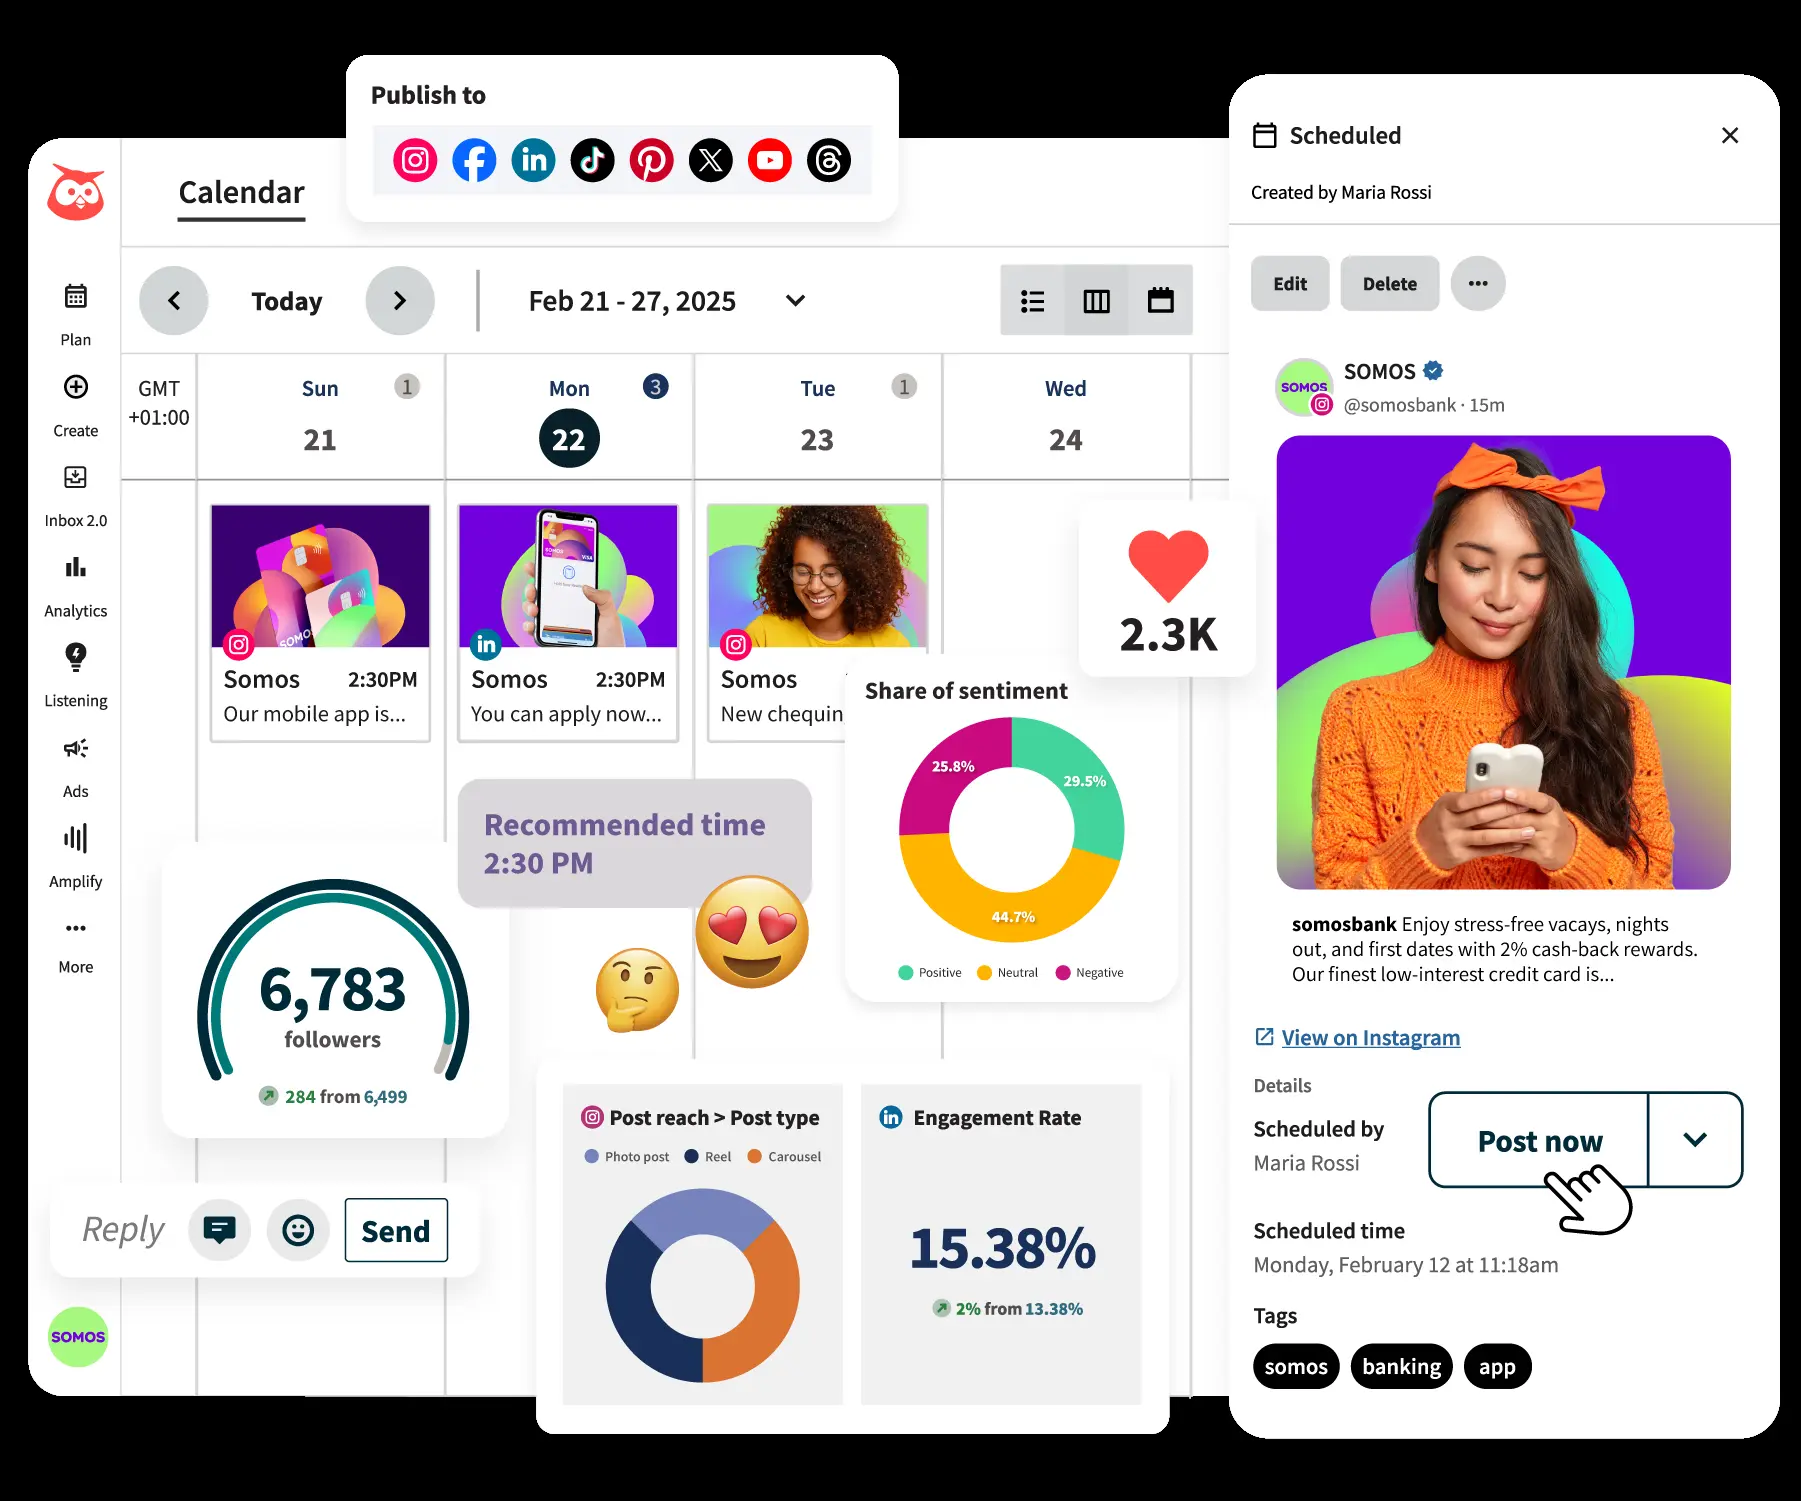 Publish to
Calendar
Today
Feb 21 - 27, 2025
Plan
Create
Inbox 2.0
Analytics
Listening
Ads
Amplify
More
SOMOS
GMT
+01:00
Sun
1
21
Mon
3
22
Tue
1
23
Wed
24
SOMOS
Somos 2:30PM
Our mobile app is...
SOMOS
VISA
Somos 2:30PM
You can apply now...
Somos
New chequin
2.3K
Share of sentiment
25.8%
29.5%
44.7%
Positive Neutral Negative
Recommended time
2:30 PM
6,783
followers
284 from 6,499
Reply
Send
Post reach > Post type
Photo post Reel Carousel
Engagement Rate
15.38%
2% from 13.38%
Scheduled
Created by Maria Rossi
Edit Delete
SOMOS
SOMOS
@somosbank · 15m
somosbank Enjoy stress-free vacays, nights
out, and first dates with 2% cash-back rewards.
Our finest low-interest credit card is...
View on Instagram
Details
Scheduled by
Maria Rossi
Post now
Scheduled time
Monday, February 12 at 11:18am
Tags
somos banking app